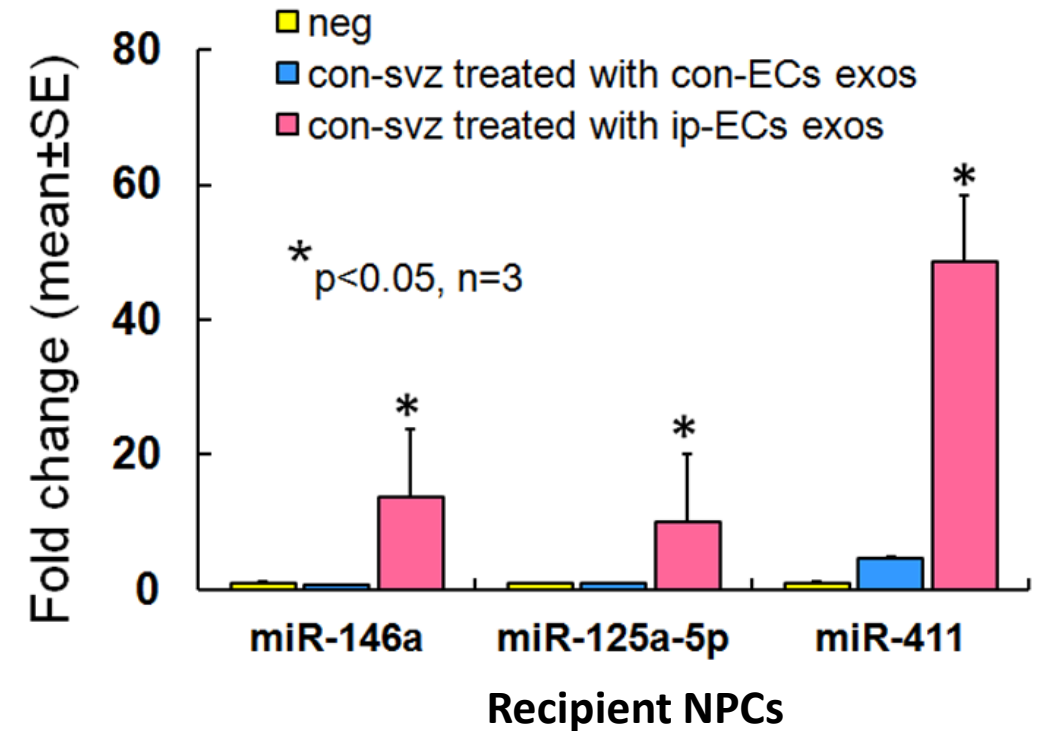 neg
con-svz treated with con-ECs exos
con-svz treated with ip-ECs exos
Fold change (mean±SE)
80
60
40
20
0
* p<0.05, n=3
*
*
*
miR-146a miR-125a-5p miR-411
Recipient NPCs